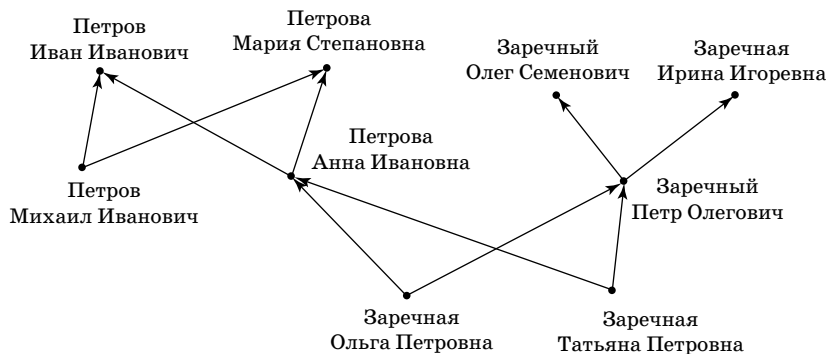 Петров
Иван Иванович
Петрова
Мария Степановна
Заречный
Олег Семенович
Заречная
Ирина Игоревна
Петрова
Анна Ивановна
Петров
Михаил Иванович
Заречный
Петр Олегович
Заречная
Ольга Петровна
Заречная
Татьяна Петровна